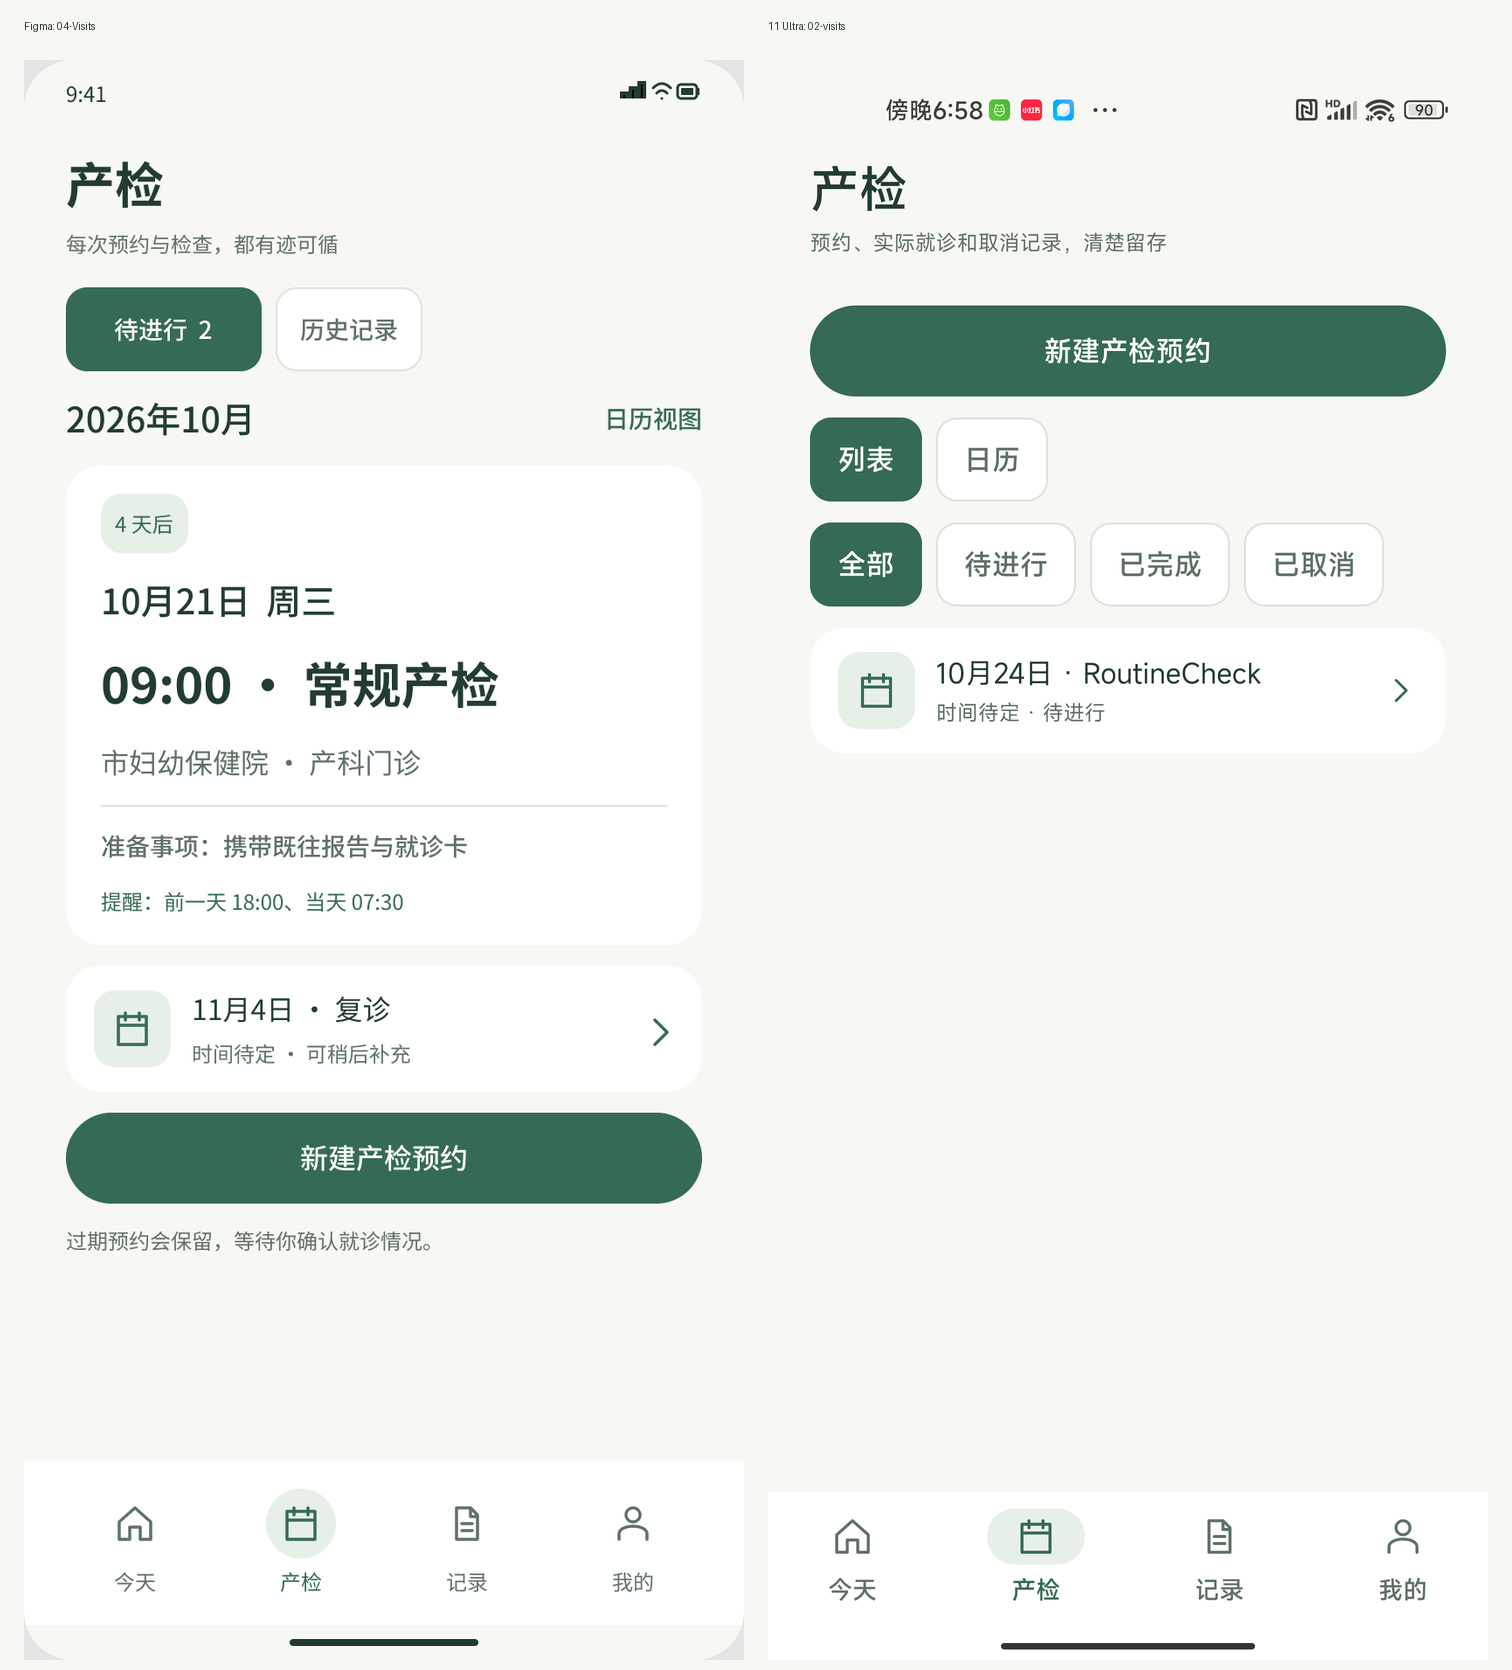 Figma: 04-Visits
9:41
产检
每次预约与检查，都有迹可循
待进行 2
历史记录
2026年10月
日历视图
4 天后
10月21日 周三
09:00 · 常规产检
市妇幼保健院 · 产科门诊
准备事项：携带既往报告与就诊卡
提醒：前一天 18:00、当天 07:30
11月4日 · 复诊
时间待定 · 可稍后补充
新建产检预约
过期预约会保留，等待你确认就诊情况。
今天
产检
记录
我的
11 Ultra: 02-visits
傍晚6:58
小红书
···
HD
6
90
产检
预约、实际就诊和取消记录，清楚留存
新建产检预约
列表
日历
全部
待进行
已完成
已取消
10月24日 · RoutineCheck
时间待定 · 待进行
今天
产检
记录
我的